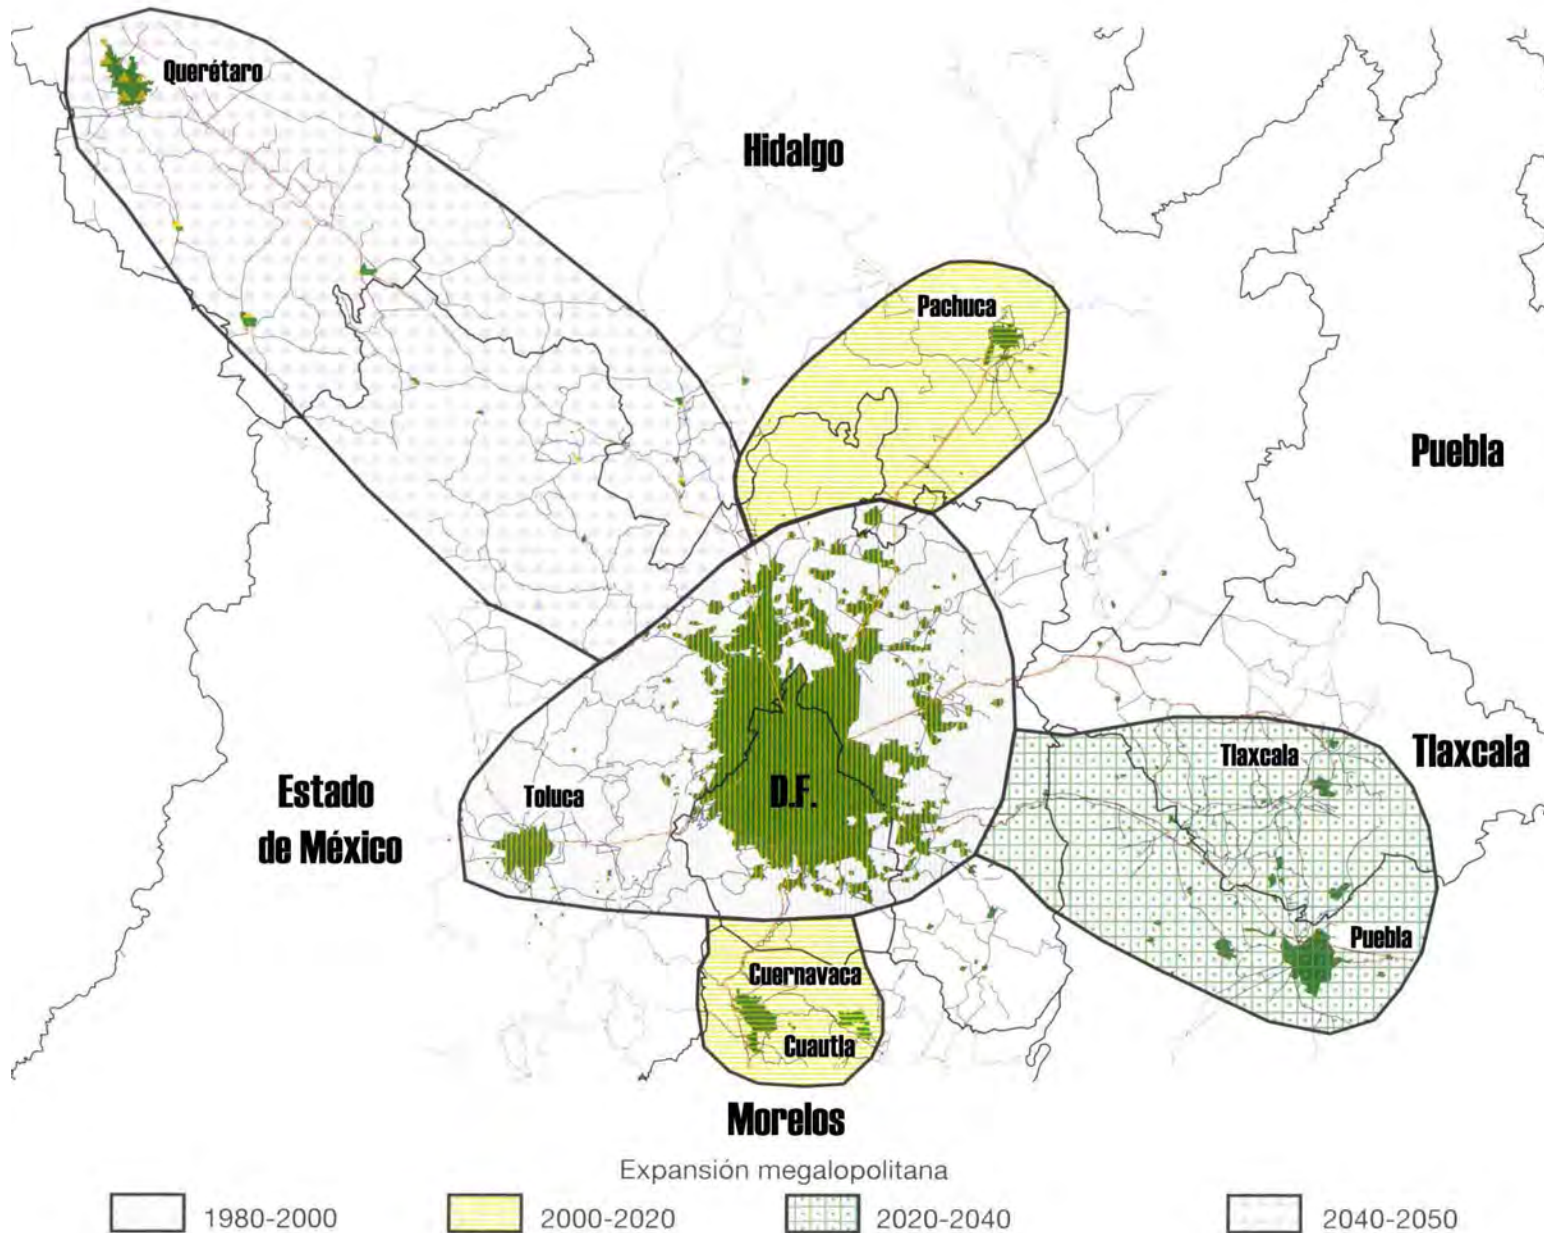 Querétaro
Hidalgo
Pachuca
Puebla
Tlaxcala
Tlaxcala
Estado
de México
Toluca
D.F.
Puebla
Cuernavaca
Cuautla
Morelos
Expansión megalopolitana
1980-2000
2000-2020
2020-2040
2040-2050